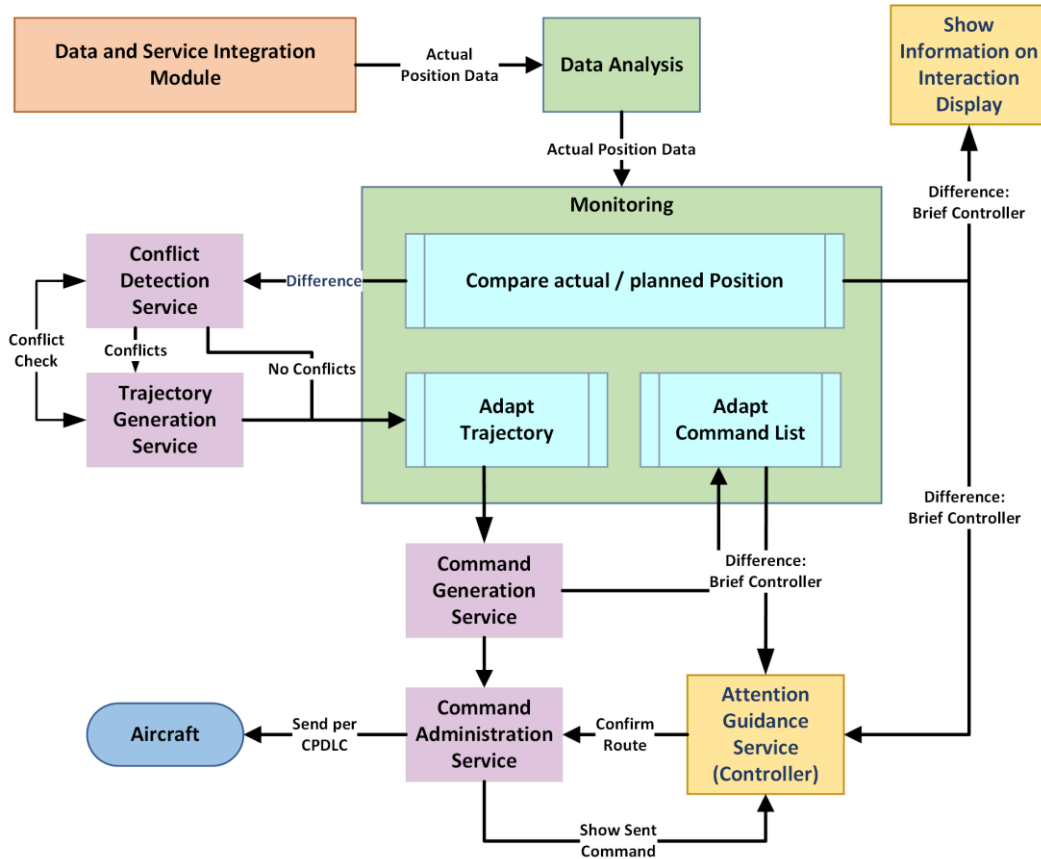 Data and Service Integration
Module
Actual
Position Data
Data Analysis
Show
Information on
Interaction
Display
Actual Position Data
Difference:
Brief Controller
Monitoring
Compare actual / planned Position
Difference
Conflict
Detection
Service
Conflict
Check
Conflicts
No Conflicts
Trajectory
Generation
Service
Adapt
Trajectory
Adapt
Command List
Difference:
Brief Controller
Command
Generation
Service
Difference:
Brief Controller
Aircraft
Send per
CPDLC
Command
Administration
Service
Confirm
Route
Attention
Guidance
Service
(Controller)
Show Sent
Command